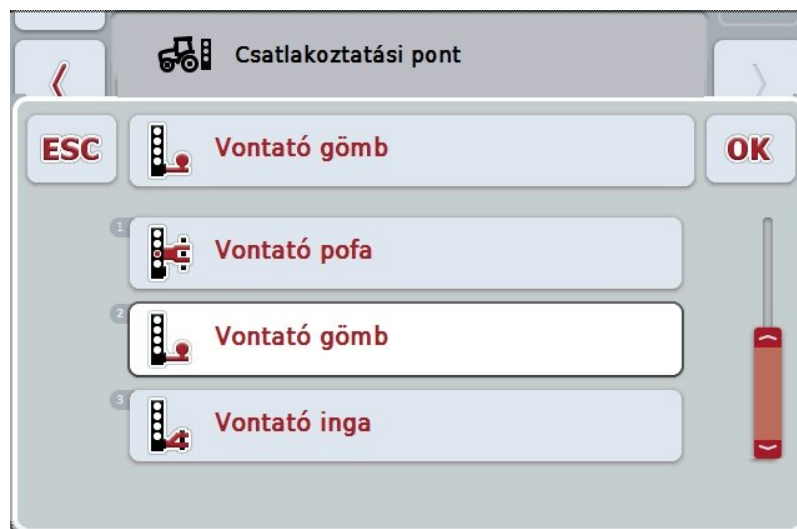 Csatlakoztatási pont
ESC
Vontató gömb
OK
1
Vontató pofa
2
Vontató gömb
3
Vontató inga